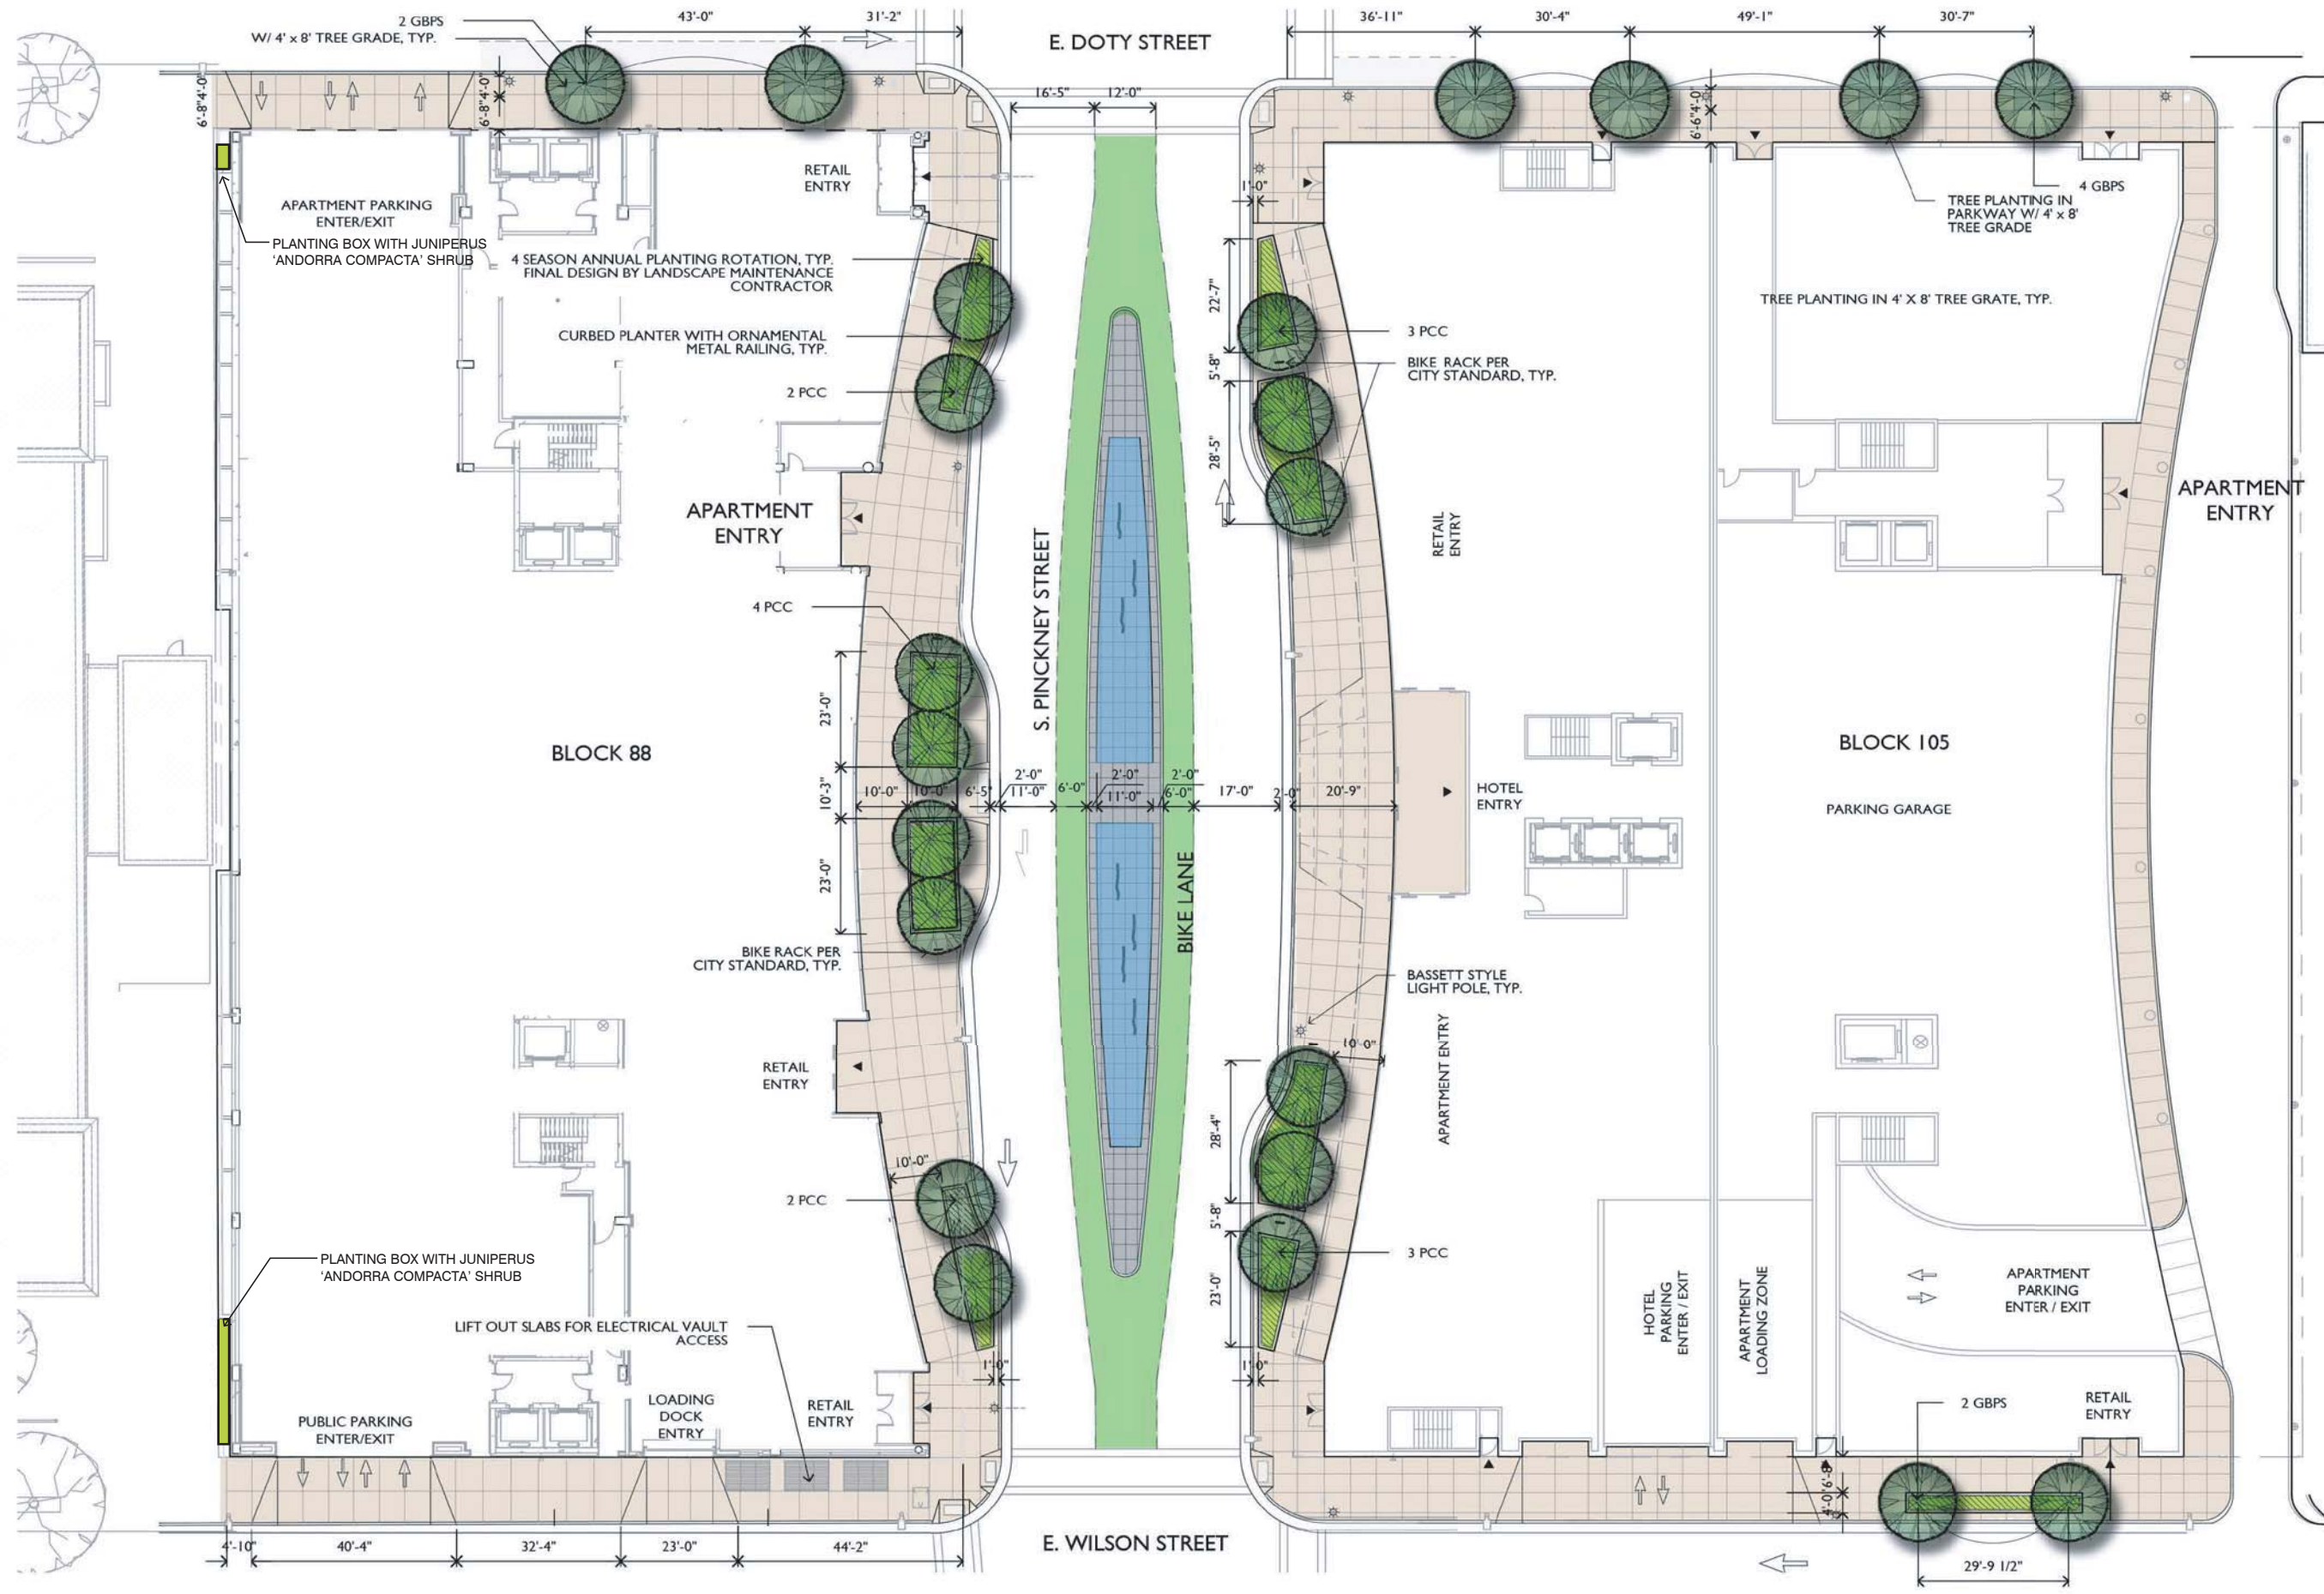 2 GBPS
W/ 4' x 8' TREE GRADE, TYP.
43'-0"
31'-2"
E. DOTY STREET
36'-11"
30'-4"
49'-1"
30'-7"
6'-8"
4'-0"
6'-8"
4'-0"
16'-5"
12'-0"
6'-6"
4'-0"
RETAIL
ENTRY
1'-0"
4 GBPS
TREE PLANTING IN
PARKWAY W/ 4' x 8'
TREE GRADE
APARTMENT PARKING
ENTER/EXIT
PLANTING BOX WITH JUNIPERUS
'ANDORRA COMPACTA' SHRUB
4 SEASON ANNUAL PLANTING ROTATION, TYP.
FINAL DESIGN BY LANDSCAPE MAINTENANCE
CONTRACTOR
22'-7"
TREE PLANTING IN 4' X 8' TREE GRATE, TYP.
CURBED PLANTER WITH ORNAMENTAL
METAL RAILING, TYP.
3 PCC
5'-8"
BIKE RACK PER
CITY STANDARD, TYP.
2 PCC
28'-5"
APARTMENT
ENTRY
RETAIL
ENTRY
APARTMENT
ENTRY
S. PINCKNEY STREET
4 PCC
23'-0"
BLOCK 88
BLOCK 105
10'-3"
10'-0"
10'-0"
6'-5"
2'-0"
11'-0"
6'-0"
2'-0"
11'-0"
2'-0"
6'-0"
17'-0"
2'-0"
20'-9"
HOTEL
ENTRY
PARKING GARAGE
23'-0"
BIKE LANE
BIKE RACK PER
CITY STANDARD, TYP.
BASSETT STYLE
LIGHT POLE, TYP.
10'-0"
RETAIL
ENTRY
APARTMENT ENTRY
28'-4"
10'-0"
2 PCC
5'-8"
3 PCC
PLANTING BOX WITH JUNIPERUS
'ANDORRA COMPACTA' SHRUB
23'-0"
HOTEL
PARKING
ENTER / EXIT
APARTMENT
LOADING ZONE
APARTMENT
PARKING
ENTER / EXIT
LIFT OUT SLABS FOR ELECTRICAL VAULT
ACCESS
1'-0"
1'-0"
PUBLIC PARKING
ENTER/EXIT
LOADING
DOCK
ENTRY
RETAIL
ENTRY
2 GBPS
RETAIL
ENTRY
6'-8"
4'-0"
4'-10"
40'-4"
32'-4"
23'-0"
44'-2"
E. WILSON STREET
29'-9 1/2"